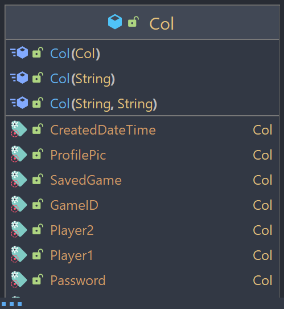 Col
Col(Col)
Col(String)
Col(String, String)
CreatedDateTime Col
ProfilePic Col
SavedGame Col
GameID Col
Player2 Col
Player1 Col
Password Col